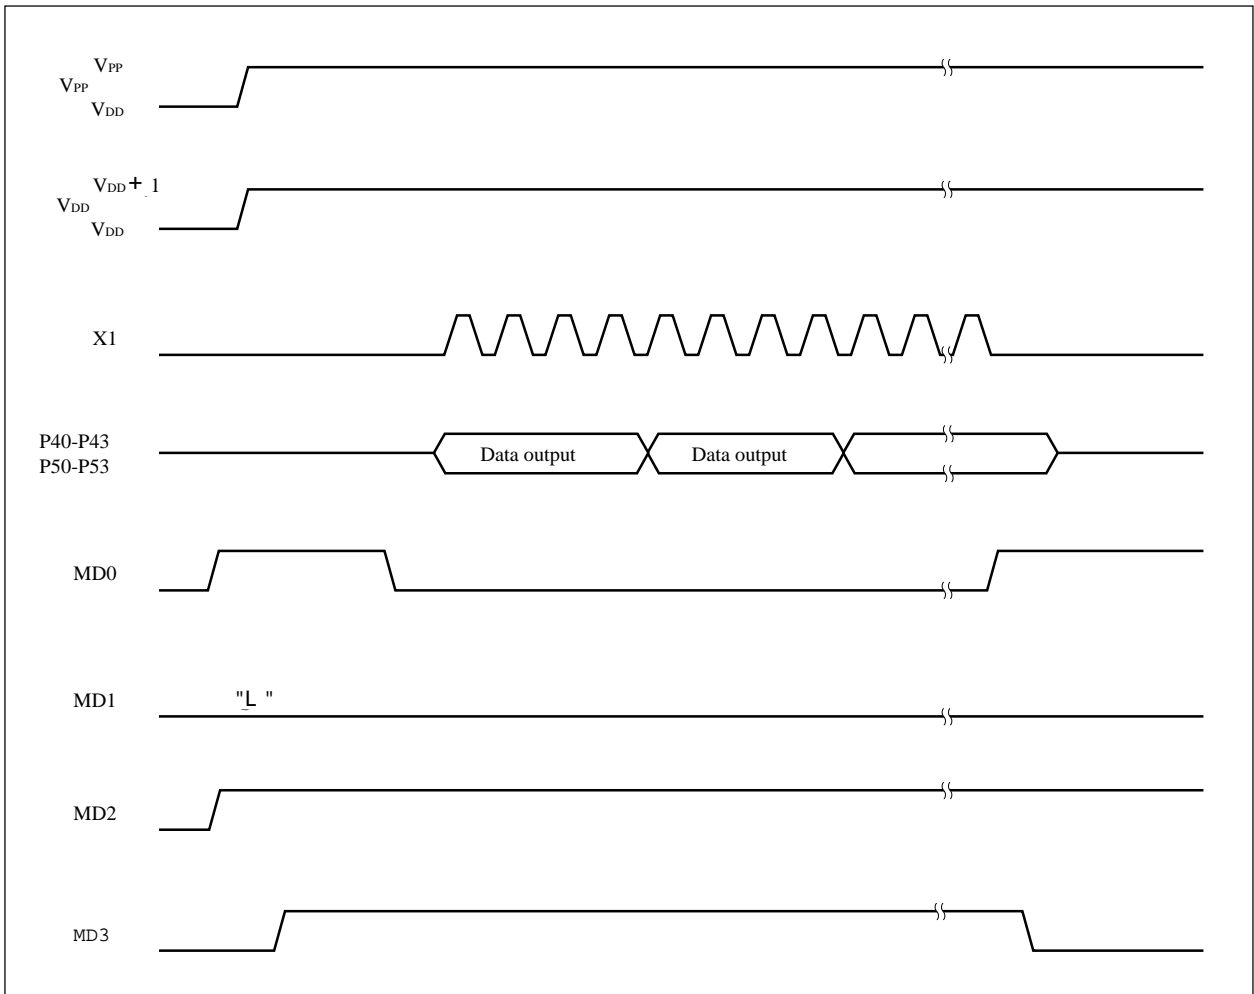 VPP
VPP
VDD
VDD + 1
VDD
VDD
X1
P40-P43
P50-P53
Data output
Data output
MD0
MD1
"L "
MD2
MD3